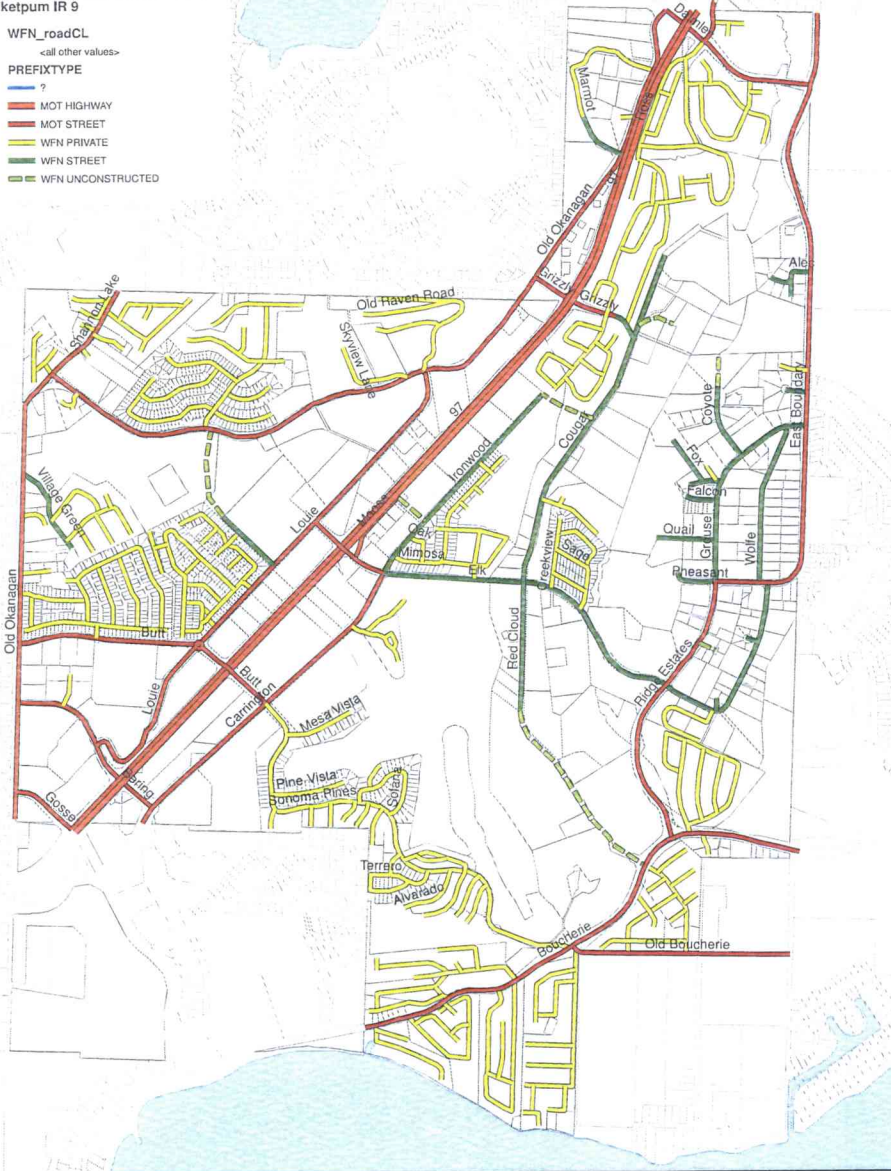 ketpum IR 9
WFN_roadCL
<all other values>
PREFIXTYPE
?
MOT HIGHWAY
MOT STREET
WFN PRIVATE
WFN STREET
WFN UNCONSTRUCTED
Marmot
97
Old Okanagan
Grizzly Grizzly
Shannon Lake
Old Raven Road
Skyview Lane
97
Coyote
East Boundary
Cougar
Ironwood
Fox
Falcon
Village Green
Louie
Moose
Oak
Mimosa
Elk
Creekview
Sage
Quail
Grouse
Wolfe
Pheasant
Old Okanagan
Butt
Butt
Louie
Carrington
Red Cloud
Ridge Estates
Mesa Vista
Pine Vista
Sonoma Pines
Solana
Terrero
Alvarado
Boucherie
Old Boucherie